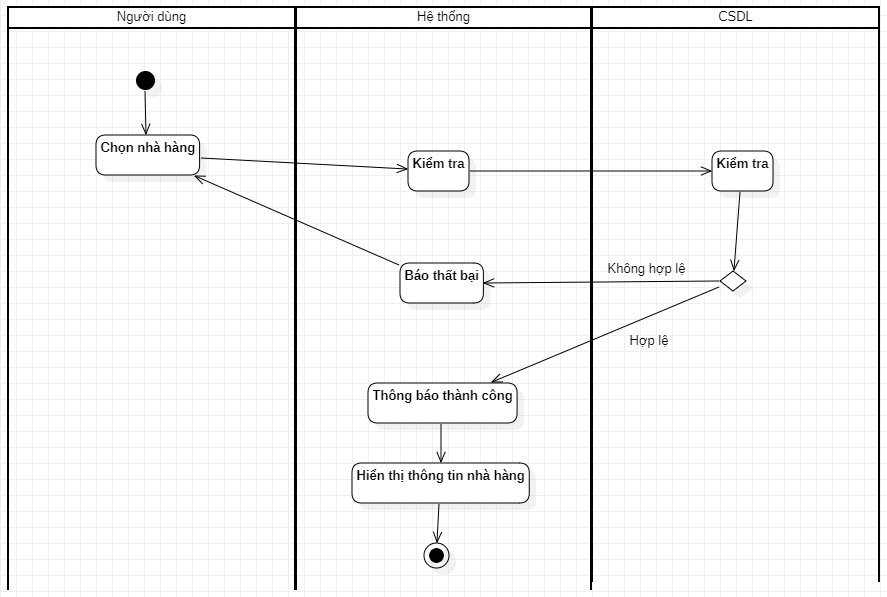 Người dùng
Hệ thống
CSDL
Chọn nhà hàng
Kiểm tra
Kiểm tra
Báo thất bại
Không hợp lệ
Hợp lệ
Thông báo thành công
Hiển thị thông tin nhà hàng